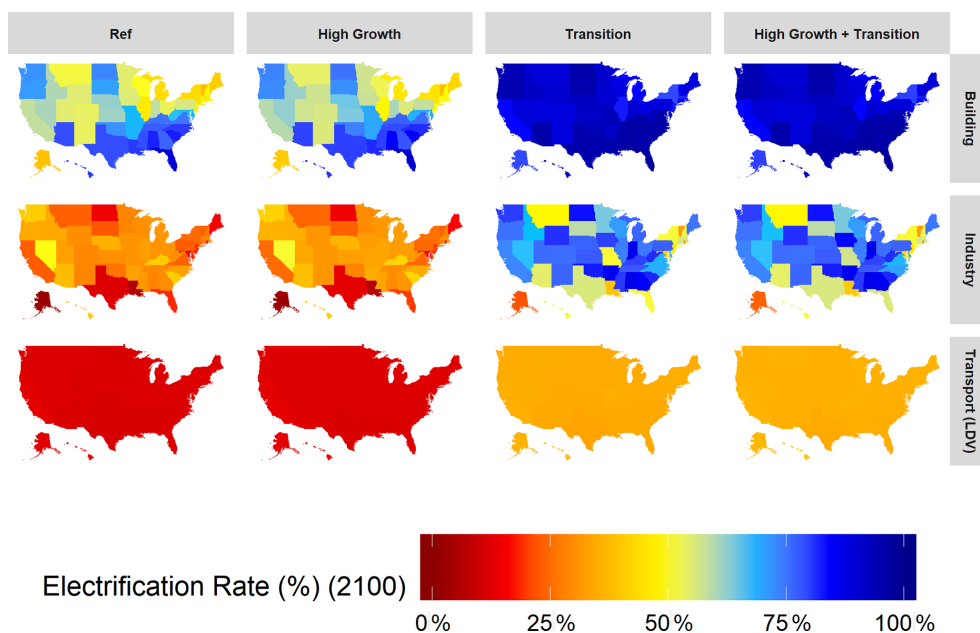 Ref
High Growth
Transition
High Growth + Transition
Building
Industry
Transport (LDV)
Electrification Rate (%) (2100)
0% 25% 50% 75% 100%